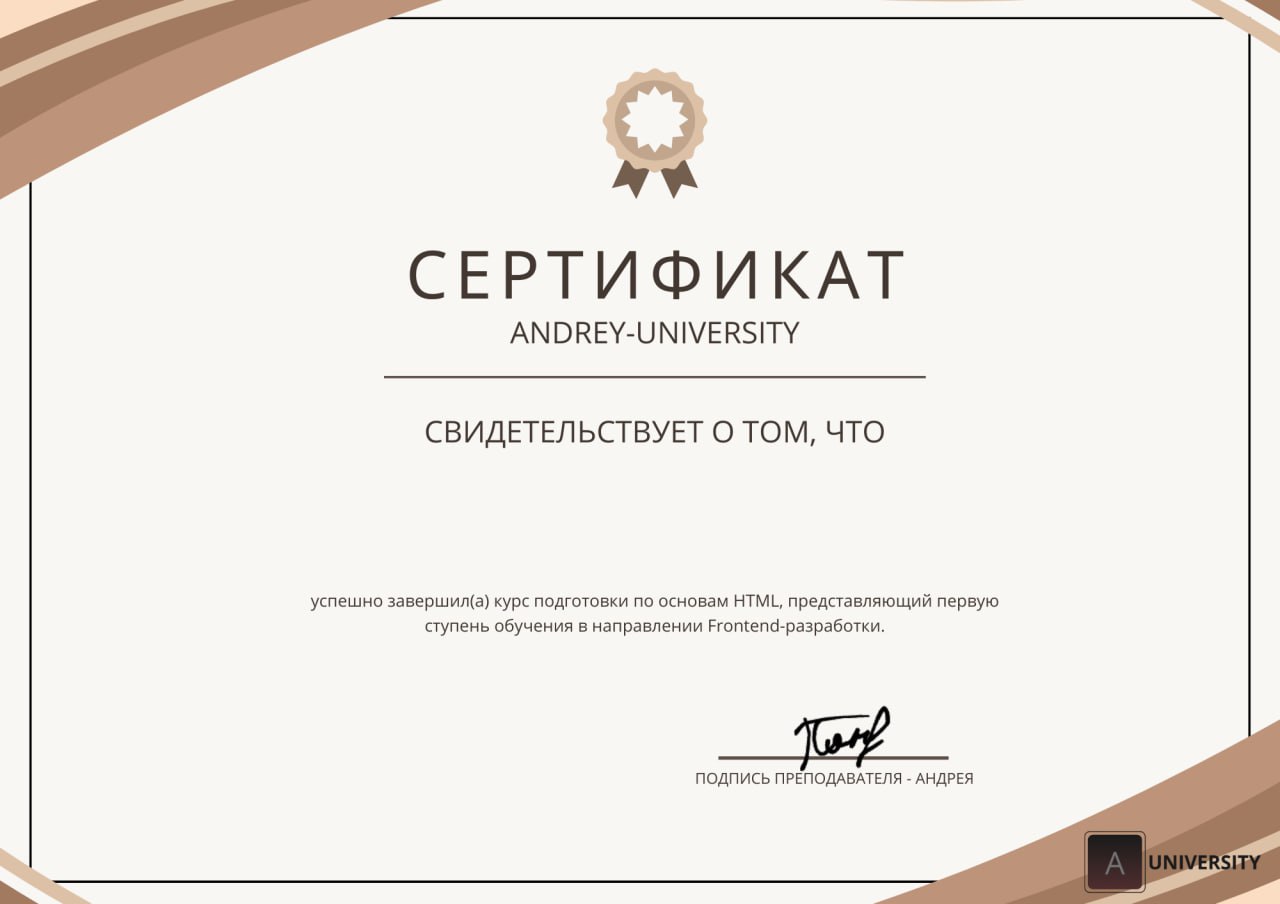 СЕРТИФИКАТ
ANDREY-UNIVERSITY
СВИДЕТЕЛЬСТВУЕТ О ТОМ, ЧТО
успешно завершил(а) курс подготовки по основам HTML, представляющий первую
ступень обучения в направлении Frontend-разработки.
ПОДПИСЬ ПРЕПОДАВАТЕЛЯ - АНДРЕЯ
A UNIVERSITY